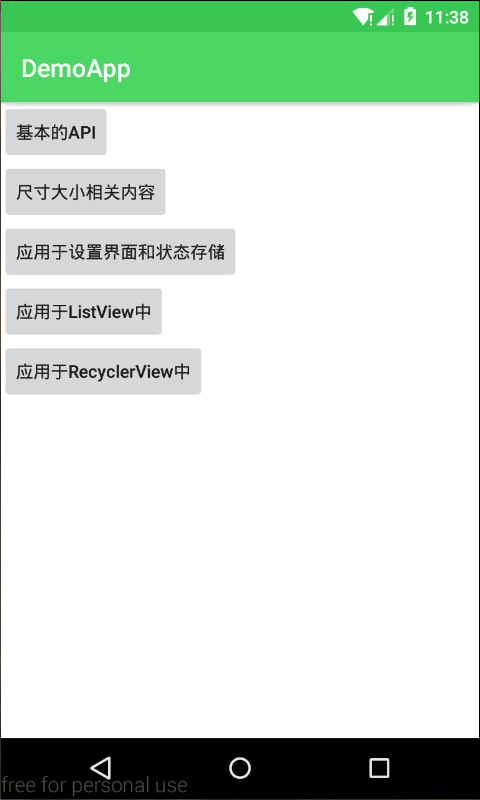 11:38
DemoApp
基本的API
尺寸大小相关内容
应用于设置界面和状态存储
应用于ListView中
应用于RecyclerView中
free for personal use